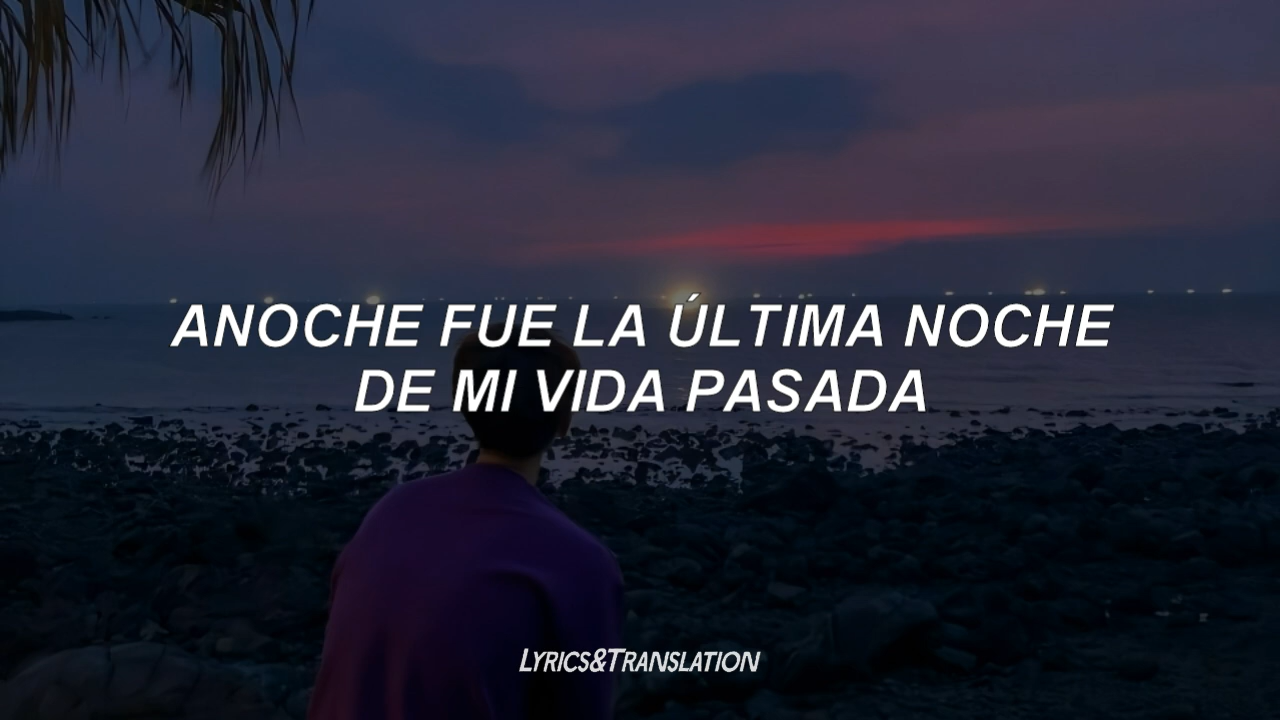 ANOCHE FUE LA ÚLTIMA NOCHE
DE MI VIDA PASADA
LYRICS&TRANSLATION